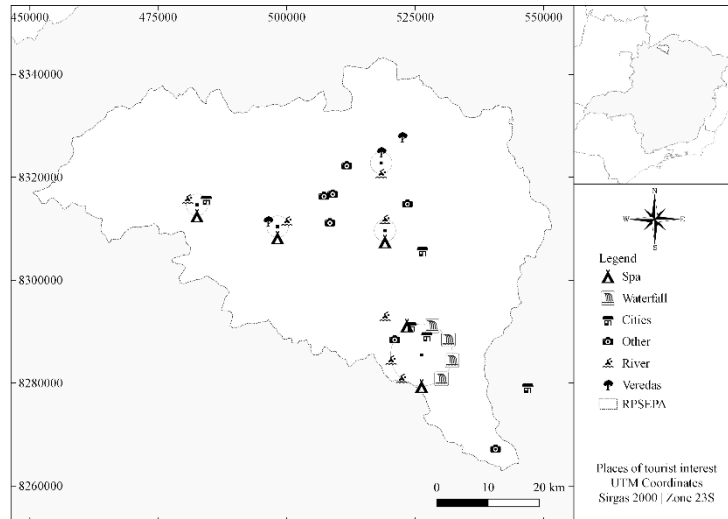 450000 475000 500000 525000 550000
8340000
8320000
8300000
8280000
8260000
0 10 20 km
N
W E
S
Legend
Spa
Waterfall
Cities
Other
River
Veredas
RPSEPA
Places of tourist interest
UTM Coordinates
Sirgas 2000 | Zone 23S